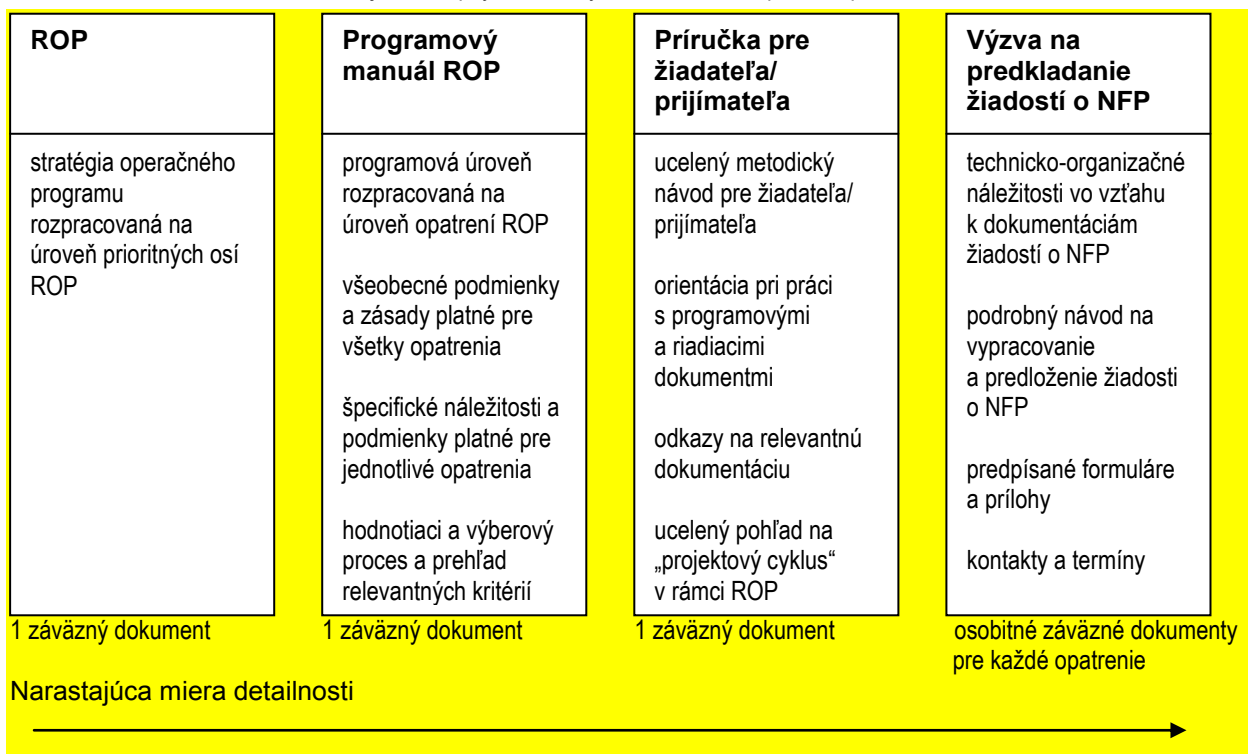 ROP
stratégia operačného
programu
rozpracovaná na
úroveň prioritných osí
ROP
1 záväzný dokument
Programový
manuál ROP
programová úroveň
rozpracovaná na
úroveň opatrení ROP
všeobecné podmienky
a zásady platné pre
všetky opatrenia
špecifické náležitosti a
podmienky platné pre
jednotlivé opatrenia
hodnotiaci a výberový
proces a prehľad
relevantných kritérií
1 záväzný dokument
Príručka pre
žiadateľa/
prijímateľa
ucelený metodický
návod pre žiadateľa/
prijímateľa
orientácia pri práci
s programovými
a riadiacimi
dokumentmi
odkazy na relevantnú
dokumentáciu
ucelený pohľad na
„projektový cyklus“
v rámci ROP
1 záväzný dokument
Výzva na
predkladanie
žiadostí o NFP
technicko-organizačné
náležitosti vo vzťahu
k dokumentáciám
žiadostí o NFP
podrobný návod na
vypracovanie
a predloženie žiadosti
o NFP
predpísané formuláre
a prílohy
kontakty a termíny
osobitné záväzné dokumenty
pre každé opatrenie
Narastajúca miera detailnosti